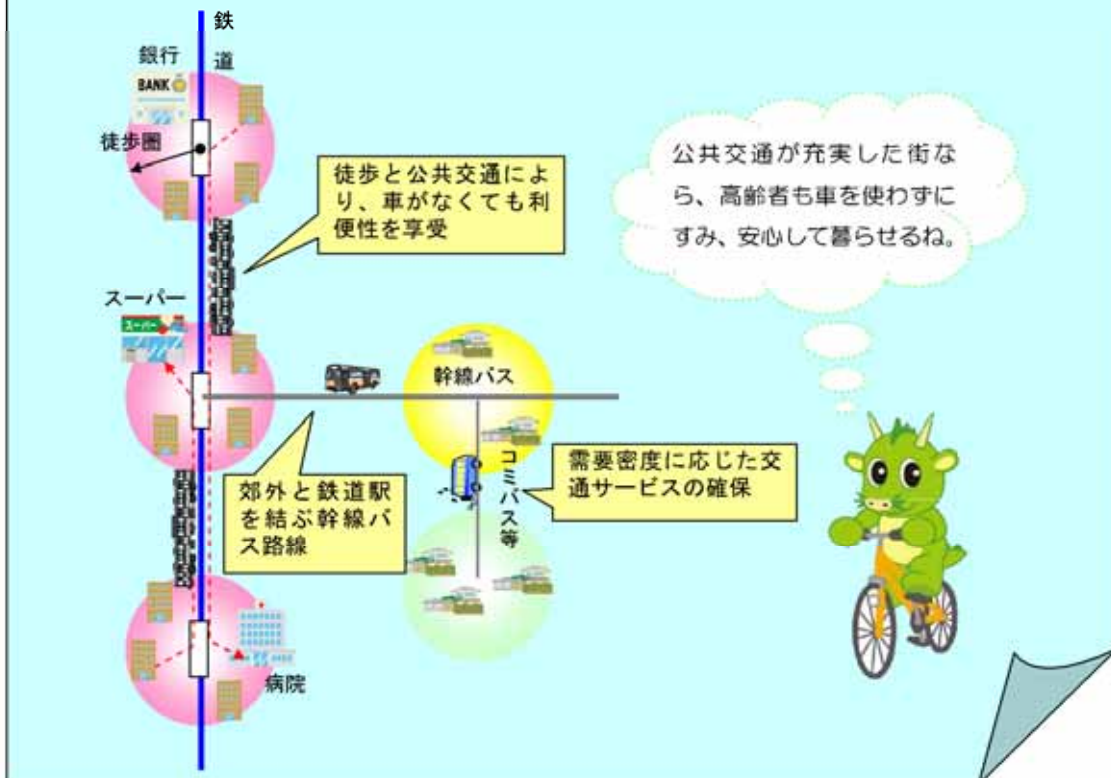 鉄
道
銀行
BANK
徒歩圏
徒歩と公共交通によ
り、車がなくても利
便性を享受
公共交通が充実した街な
ら、高齢者も車を使わずに
すみ、安心して暮らせるね。
スーパー
スーパー
幹線バス
コミバス等
需要密度に応じた交
通サービスの確保
郊外と鉄道駅
を結ぶ幹線バ
ス路線
病院